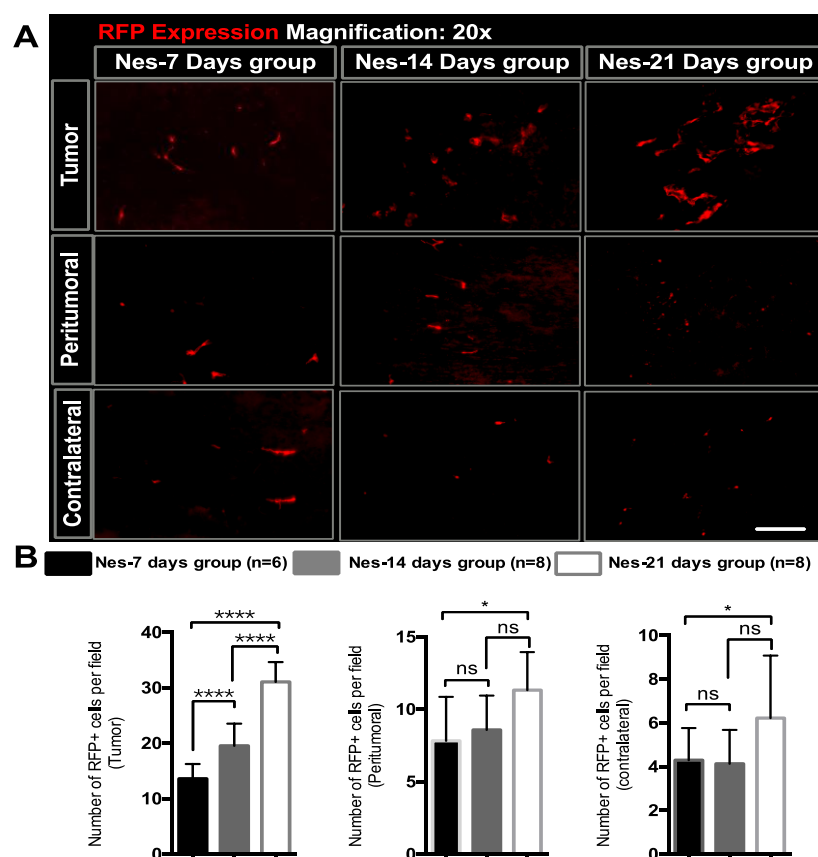 A
RFP Expression Magnification: 20x
Nes-7 Days group
Nes-14 Days group
Nes-21 Days group
Tumor
Peritumoral
Contralateral
B
Nes-7 days group (n=6)
Nes-14 days group (n=8)
Nes-21 days group (n=8)
Number of RFP+ cells per field
(Tumor)
40
30
20
10
0
****
****
****
Number of RFP+ cells per field
(Peritumoral)
15
10
5
0
*
ns
ns
Number of RFP+ cells per field
(contralateral)
10
8
6
4
2
0
*
ns
ns